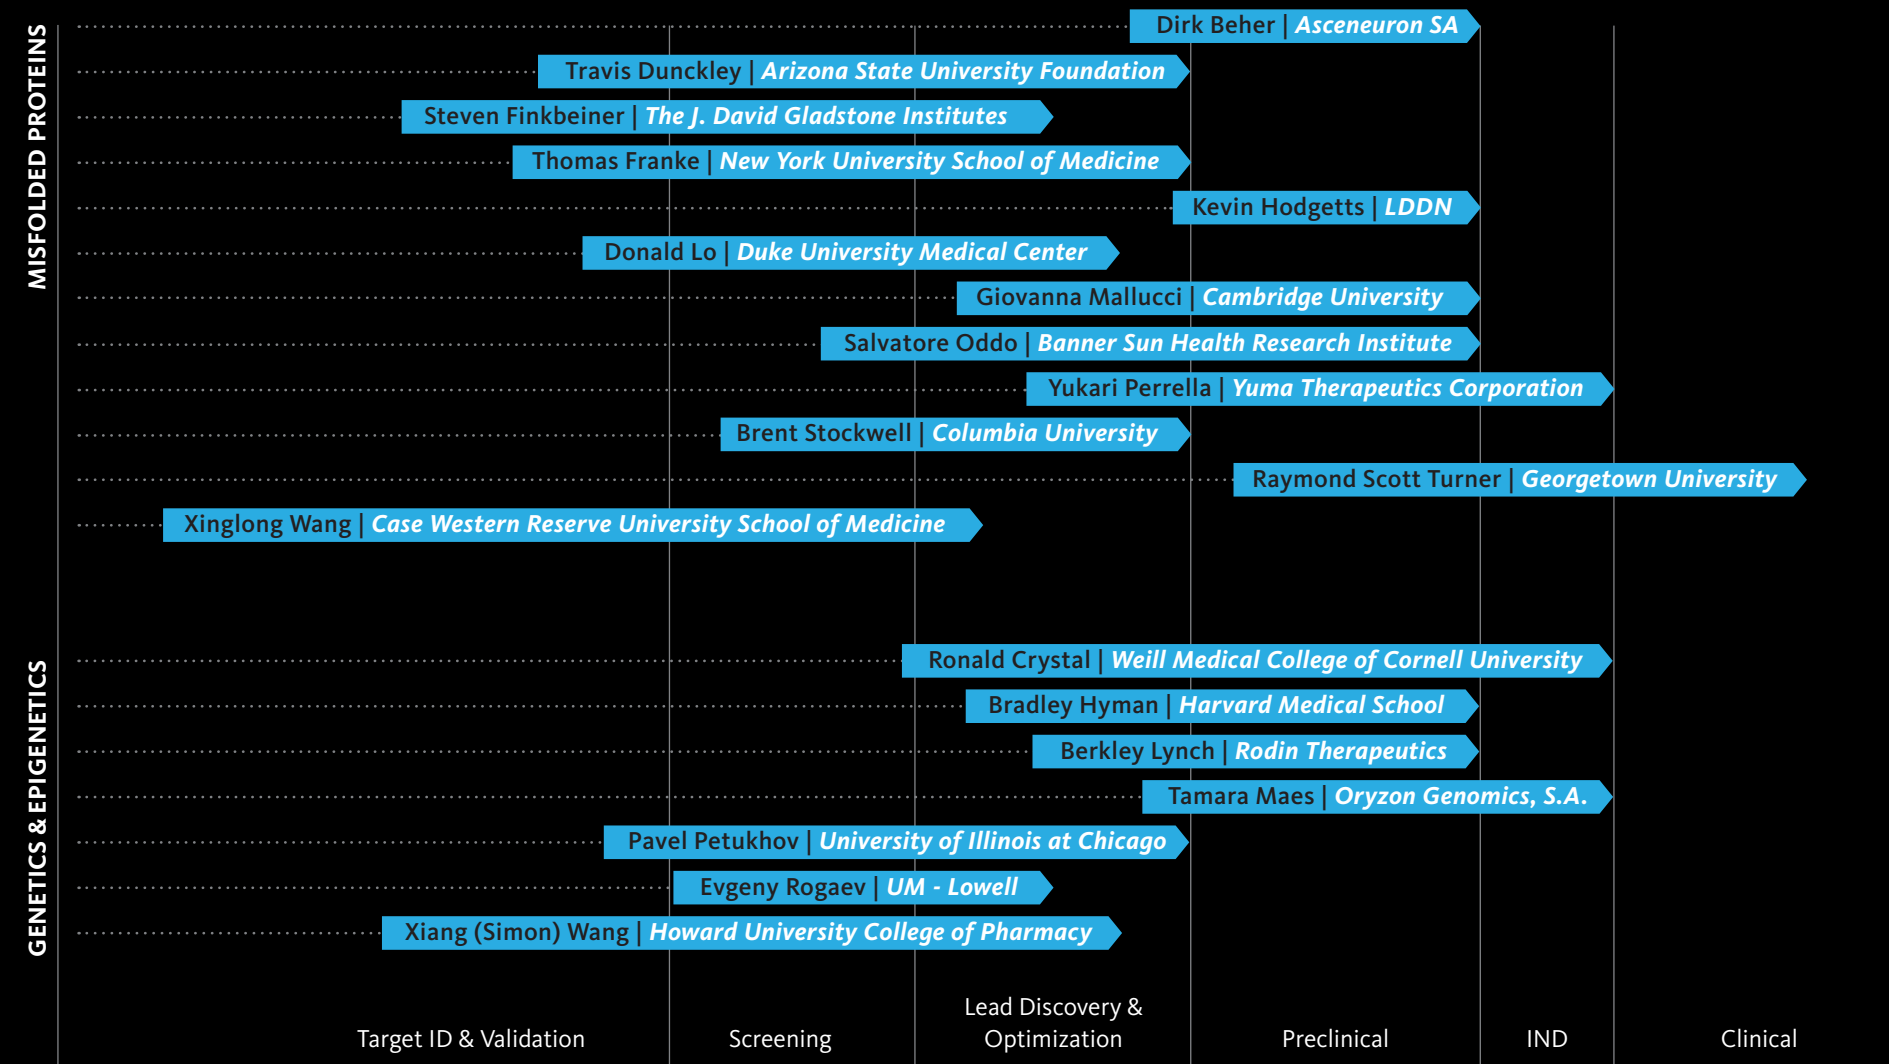 MISFOLDED PROTEINS
Dirk Beher | Asceneuron SA
Travis Dunckley | Arizona State University Foundation
Steven Finkbeiner | The J. David Gladstone Institutes
Thomas Franke | New York University School of Medicine
Kevin Hodgetts | LDDN
Donald Lo | Duke University Medical Center
Giovanna Mallucci | Cambridge University
Salvatore Oddo | Banner Sun Health Research Institute
Yukari Perrella | Yuma Therapeutics Corporation
Brent Stockwell | Columbia University
Raymond Scott Turner | Georgetown University
Xinglong Wang | Case Western Reserve University School of Medicine
GENETICS & EPIGENETICS
Ronald Crystal | Weill Medical College of Cornell University
Bradley Hyman | Harvard Medical School
Berkley Lynch | Rodin Therapeutics
Tamara Maes | Oryzon Genomics, S.A.
Pavel Petukhov | University of Illinois at Chicago
Evgeny Rogaev | UM - Lowell
Xiang (Simon) Wang | Howard University College of Pharmacy
Target ID & Validation
Screening
Lead Discovery &
Optimization
Preclinical
IND
Clinical